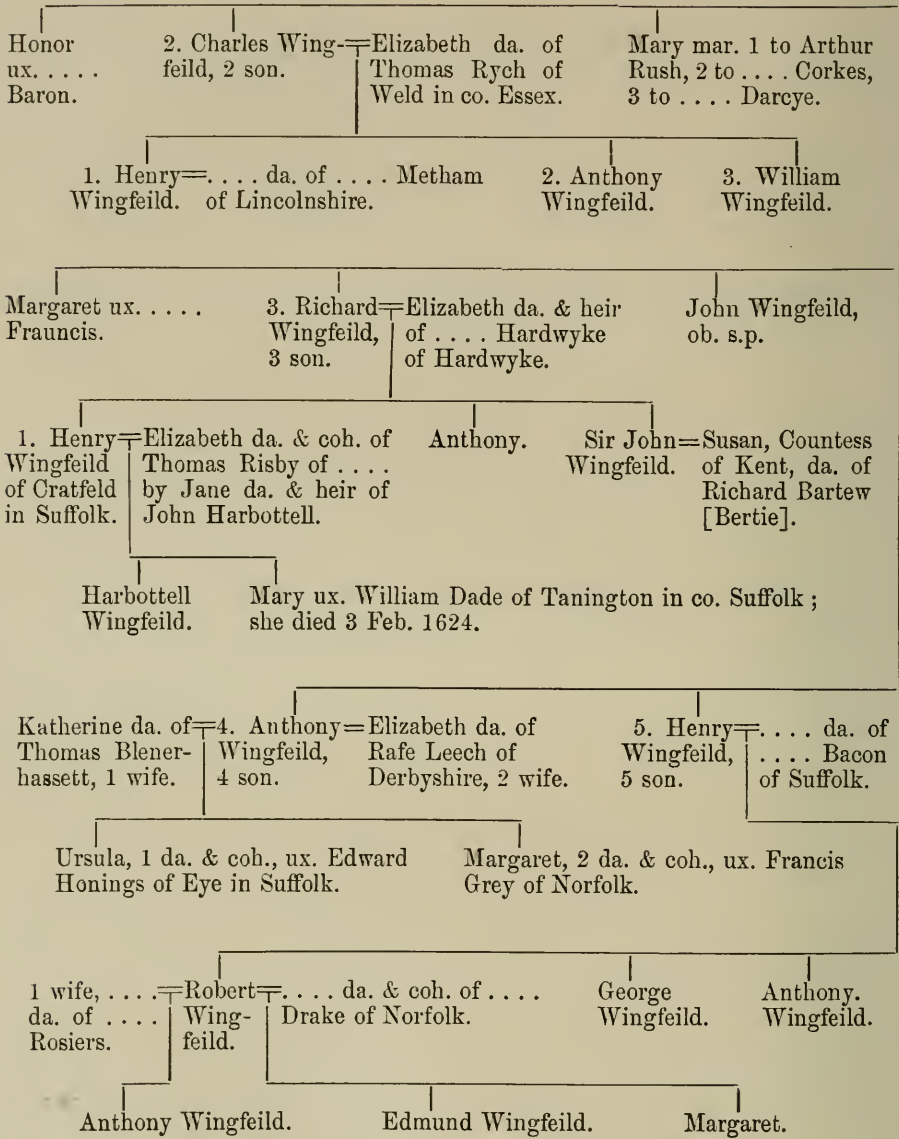 Honor
ux. . . . .
Baron.
2. Charles Wing-
feild, 2 son.
Elizabeth da. of
Thomas Rych of
Weld in co. Essex.
Mary mar. 1 to Arthur
Rush, 2 to . . . . Corkes,
3 to . . . . Darcye.
1. Henry=. . . . da. of . . . . Metham
Wingfeild. of Lincolnshire.
2. Anthony
Wingfeild.
3. William
Wingfeild.
Margaret ux. . . . .
Frauncis.
3. Richard
Wingfeild,
3 son.
Elizabeth da. & heir
of . . . . Hardwyke
of Hardwyke.
John Wingfeild,
ob. s.p.
1. Henry
Wingfeild
of Cratfeld
in Suffolk.
Elizabeth da. & coh. of
Thomas Risby of . . . .
by Jane da. & heir of
John Harbottell.
Anthony.
Sir John=
Wingfeild.
Susan, Countess
of Kent, da. of
Richard Bartew
[Bertie].
Harbottell
Wingfeild.
Mary ux. William Dade of Tanington in co. Suffolk ;
she died 3 Feb. 1624.
Katherine da. of
Thomas Blener-
hassett, 1 wife.
4. Anthony=
Wingfeild,
4 son.
Elizabeth da. of
Rafe Leech of
Derbyshire, 2 wife.
5. Henry
Wingfeild,
5 son.
. . . . da. of
. . . . Bacon
of Suffolk.
Ursula, 1 da. & coh., ux. Edward
Honings of Eye in Suffolk.
Margaret, 2 da. & coh., ux. Francis
Grey of Norfolk.
1 wife, . . . .
da. of . . . .
Rosiers.
Robert
Wing-
feild.
. . . . da. & coh. of . . . .
Drake of Norfolk.
George
Wingfeild.
Anthony.
Wingfeild.
Anthony Wingfeild.
Edmund Wingfeild.
Margaret.